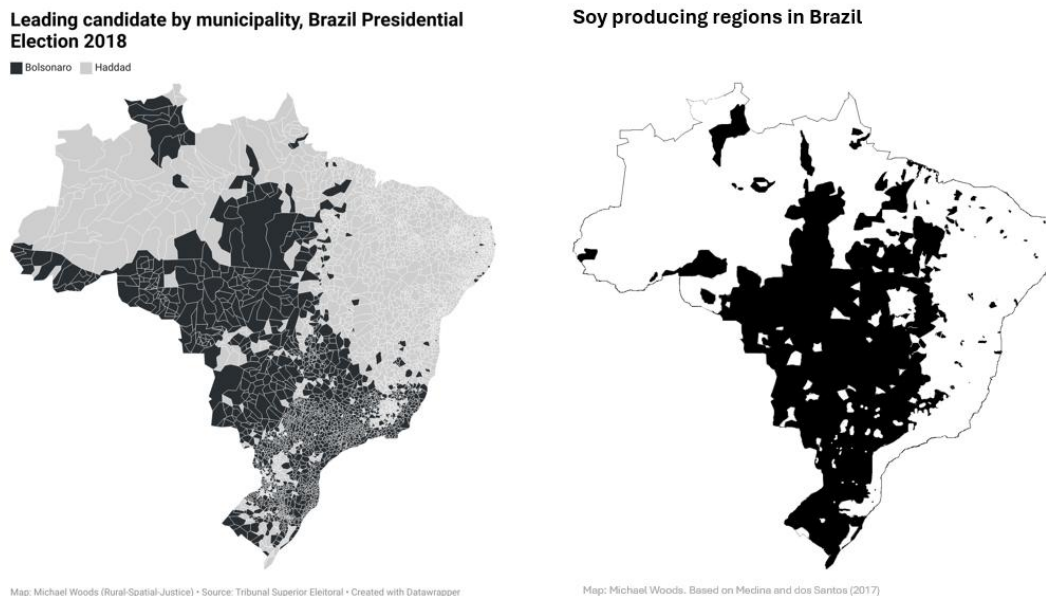 Leading candidate by municipality, Brazil Presidential
Election 2018
Bolsonaro Haddad
Map: Michael Woods (Rural-Spatial-Justice) • Source: Tribunal Superior Eleitoral • Created with Datawrapper
Soy producing regions in Brazil
Map: Michael Woods. Based on Medina and dos Santos (2017)